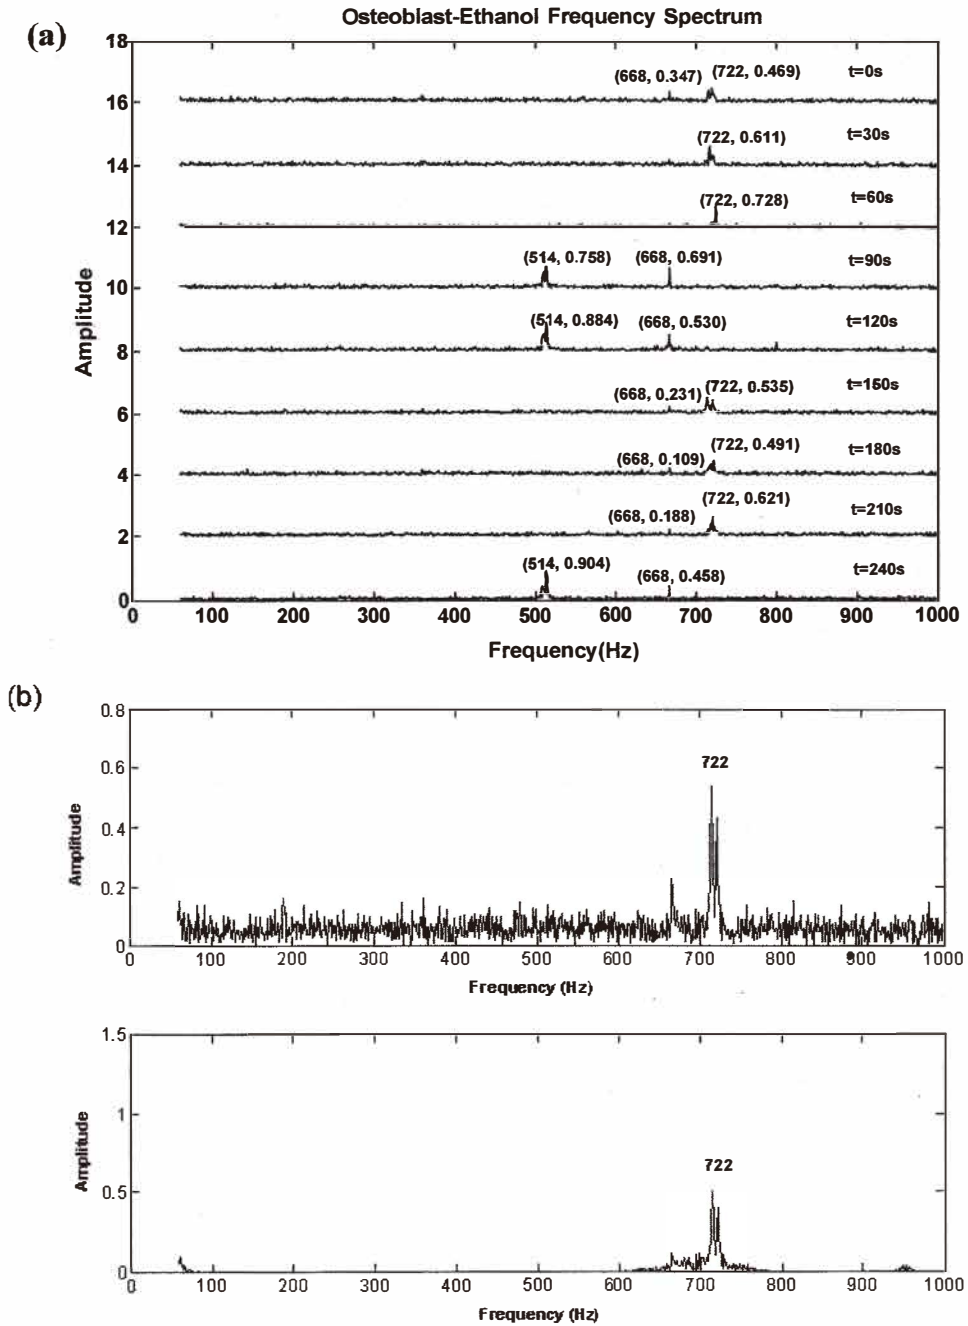 Osteoblast-Ethanol Frequency Spectrum
(a)
18
(668, 0.347) (722, 0.469) t=0s
16
(722, 0.611) t=30s
14
(722, 0.728) t=60s
12
(514, 0.758) (668, 0.691) t=90s
10
(514, 0.884) (668, 0.530) t=120s
8
(668, 0.231) (722, 0.535) t=150s
6
(668, 0.109) (722, 0.491) t=180s
4
(668, 0.188) (722, 0.621) t=210s
2
(514, 0.904) (668, 0.458) t=240s
0
Amplitude
0 100 200 300 400 500 600 700 800 900 1000
Frequency(Hz)
(b)
0.8
722
0.6
0.4
0.2
0
Amplitude
0 100 200 300 400 500 600 700 800 900 1000
Frequency (Hz)
1.5
1
722
0.5
0
Amplitude
0 100 200 300 400 500 600 700 800 900 1000
Frequency (Hz)